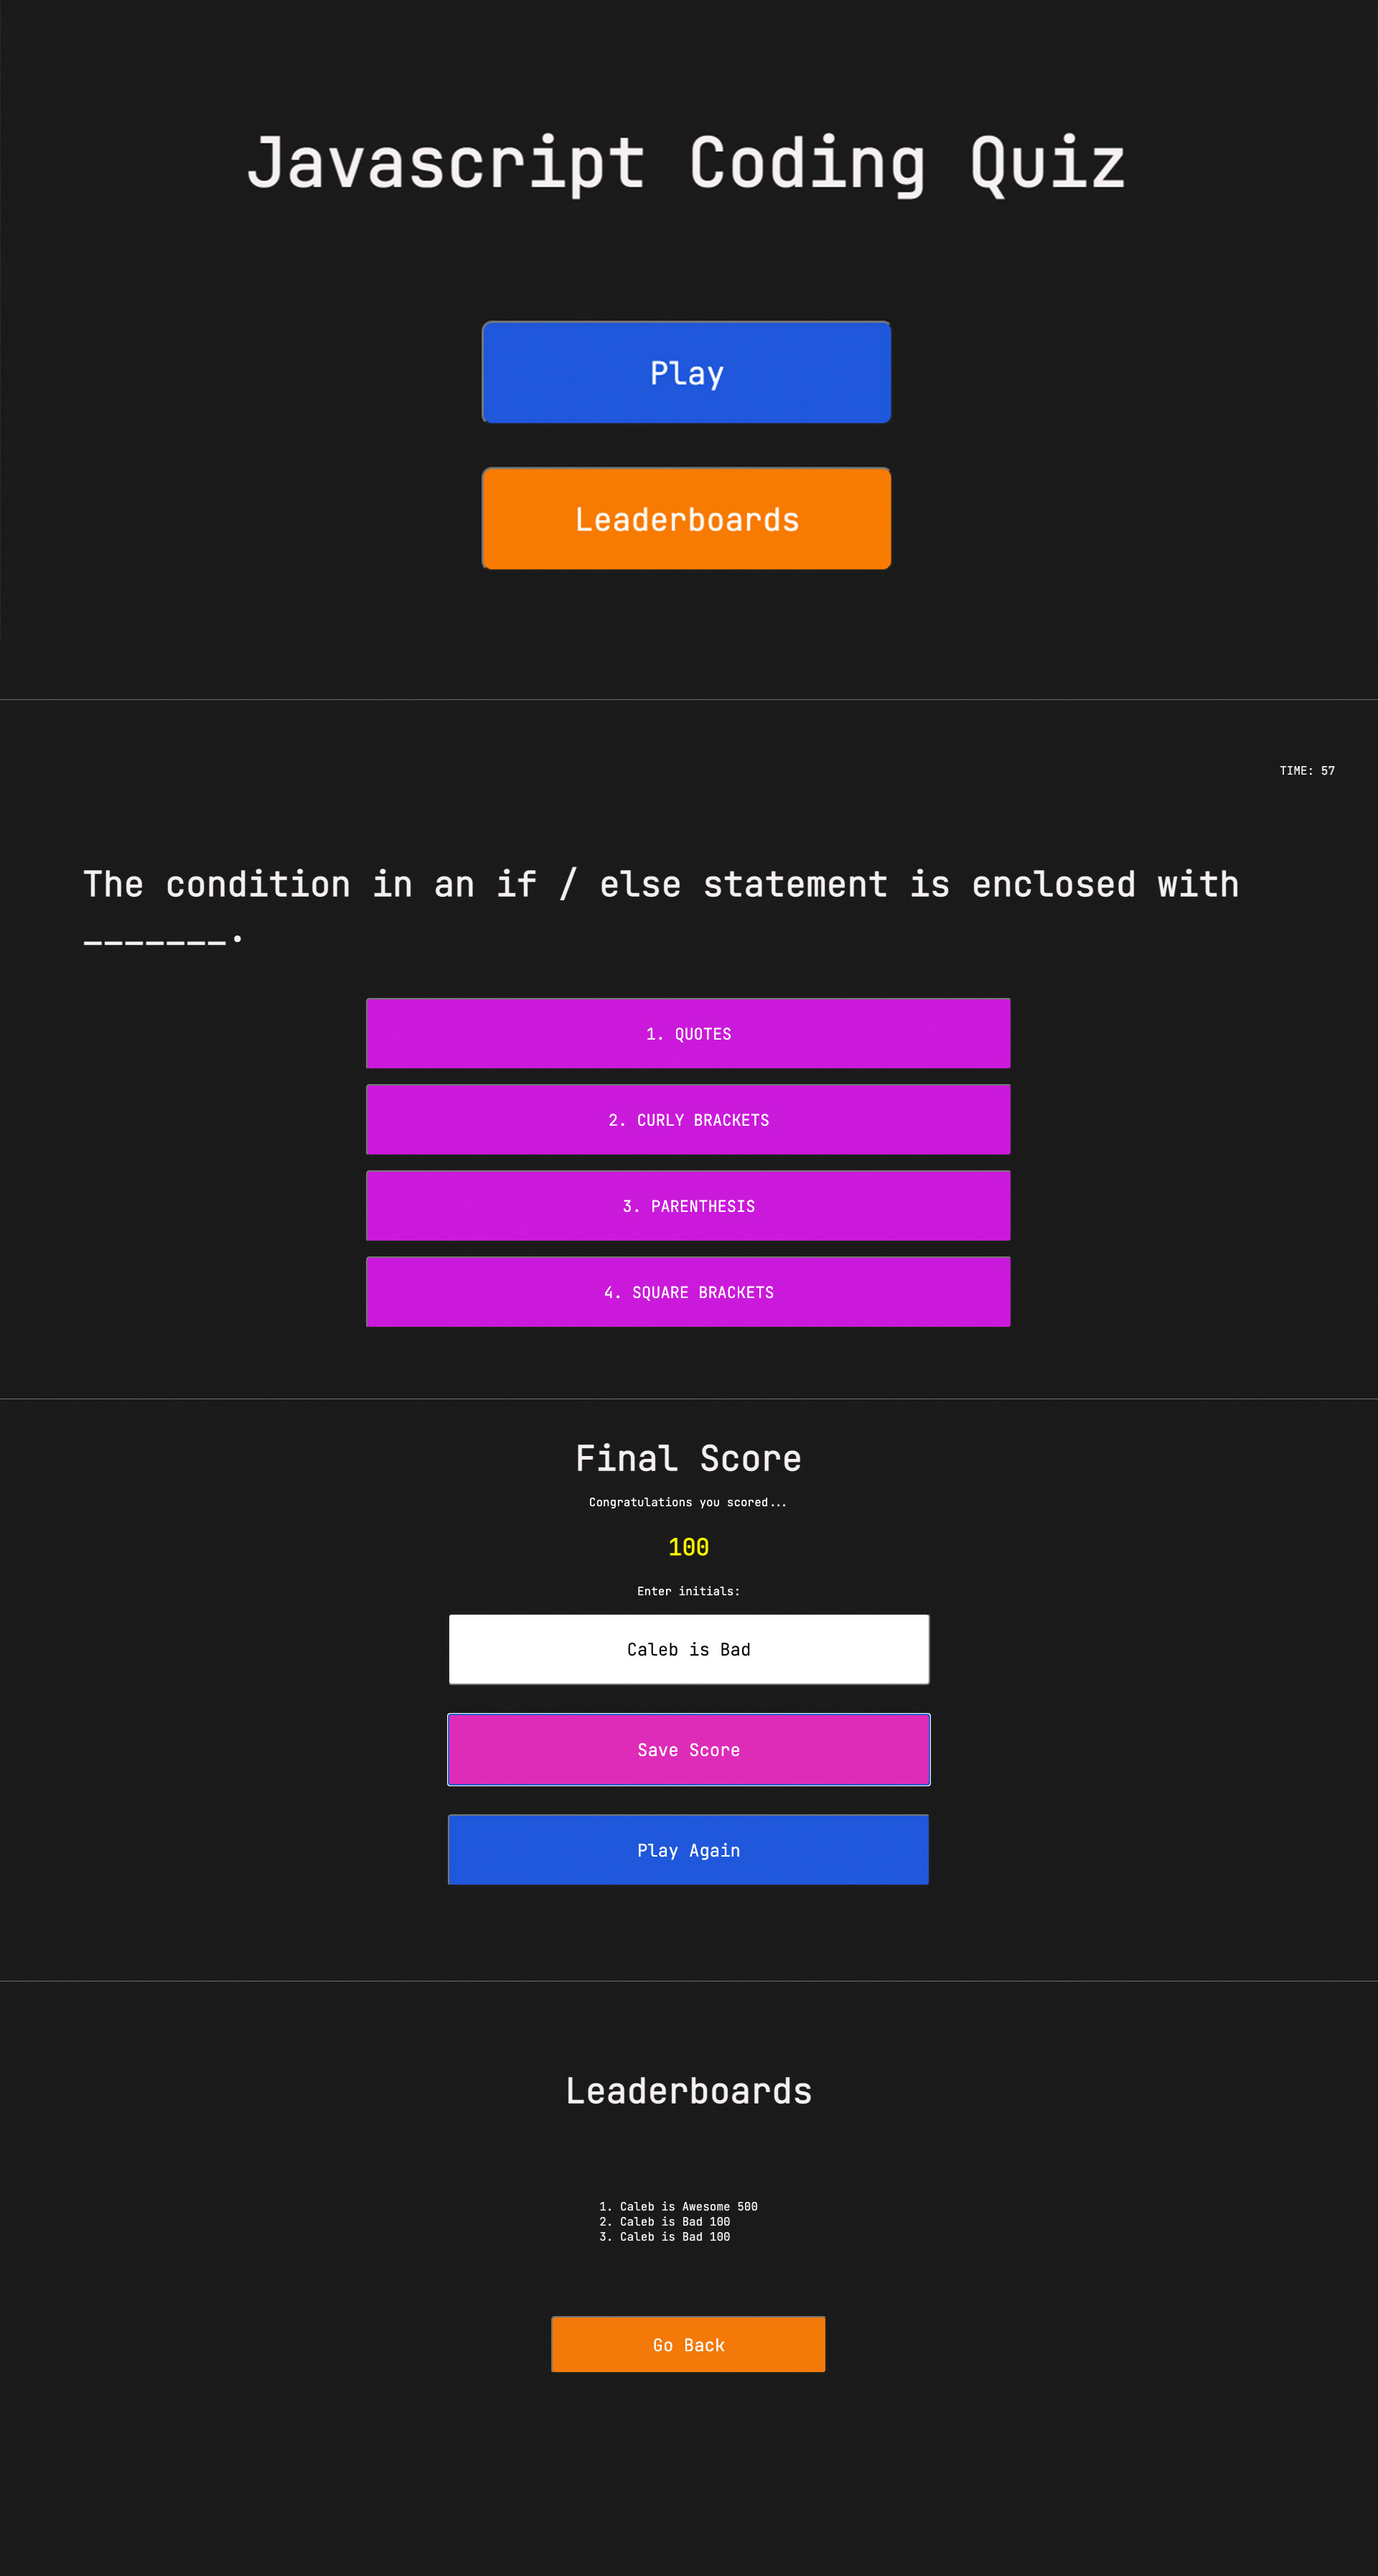 Javascript Coding Quiz
Play
Leaderboards
TIME: 57
The condition in an if / else statement is enclosed with
_______.
1. QUOTES
2. CURLY BRACKETS
3. PARENTHESIS
4. SQUARE BRACKETS
Final Score
Congratulations you scored...
100
Enter initials:
Caleb is Bad
Save Score
Play Again
Leaderboards
1. Caleb is Awesome 500
2. Caleb is Bad 100
3. Caleb is Bad 100
Go Back